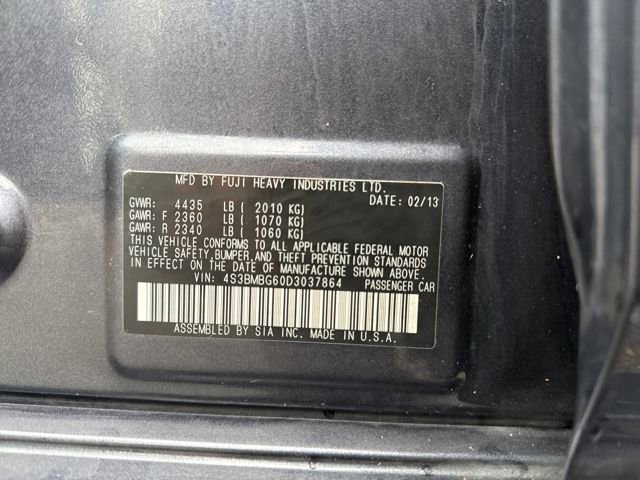 MFD BY FUJI HEAVY INDUSTRIES LTD.
GVWR: 4435 LB ( 2010 KG) DATE: 02/13
GAWR: F 2360 LB ( 1070 KG)
GAWR: R 2340 LB ( 1060 KG)
THIS VEHICLE CONFORMS TO ALL APPLICABLE FEDERAL MOTOR
VEHICLE SAFETY, BUMPER, AND THEFT PREVENTION STANDARDS
IN EFFECT ON THE DATE OF MANUFACTURE SHOWN ABOVE.
VIN: 4S3BMBG60D3037864 PASSENGER CAR
ASSEMBLED BY SIA INC. MADE IN U.S.A.